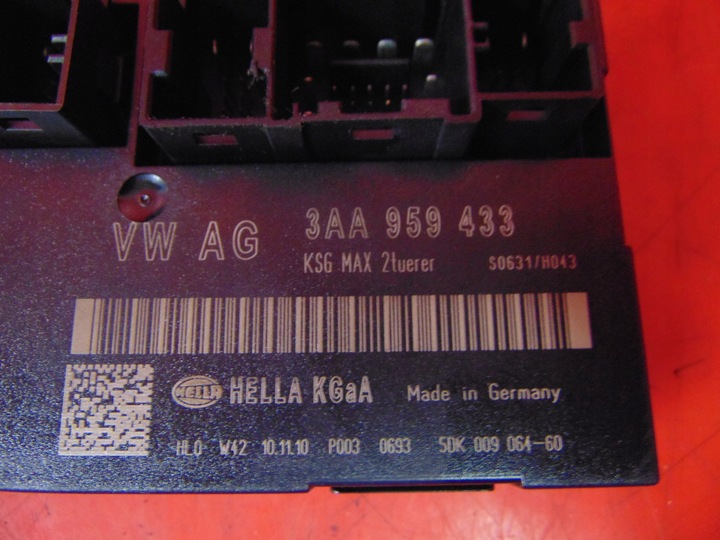 VW AG 3AA 959 433
KSG MAX 2tuerer S0631/H043
HELLA HELLA KGaA Made in Germany
HLO W42 10.11.10 P003 0693 5DK 009 064-60